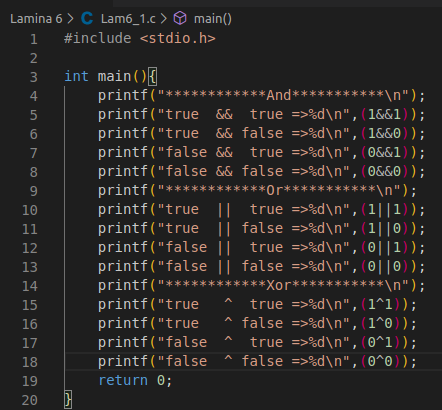 Lamina 6 > C Lam6_1.c > main()
1 #include <stdio.h>
2
3 int main(){
4     printf("************And************\n");
5     printf("true  &&  true =>%d\n",(1&&1));
6     printf("true  && false =>%d\n",(1&&0));
7     printf("false &&  true =>%d\n",(0&&1));
8     printf("false && false =>%d\n",(0&&0));
9     printf("************Or************\n");
10     printf("true  ||  true =>%d\n",(1||1));
11     printf("true  || false =>%d\n",(1||0));
12     printf("false ||  true =>%d\n",(0||1));
13     printf("false || false =>%d\n",(0||0));
14     printf("************Xor************\n");
15     printf("true   ^  true =>%d\n",(1^1));
16     printf("true   ^ false =>%d\n",(1^0));
17     printf("false  ^  true =>%d\n",(0^1));
18     printf("false  ^ false =>%d\n",(0^0));
19     return 0;
20 }